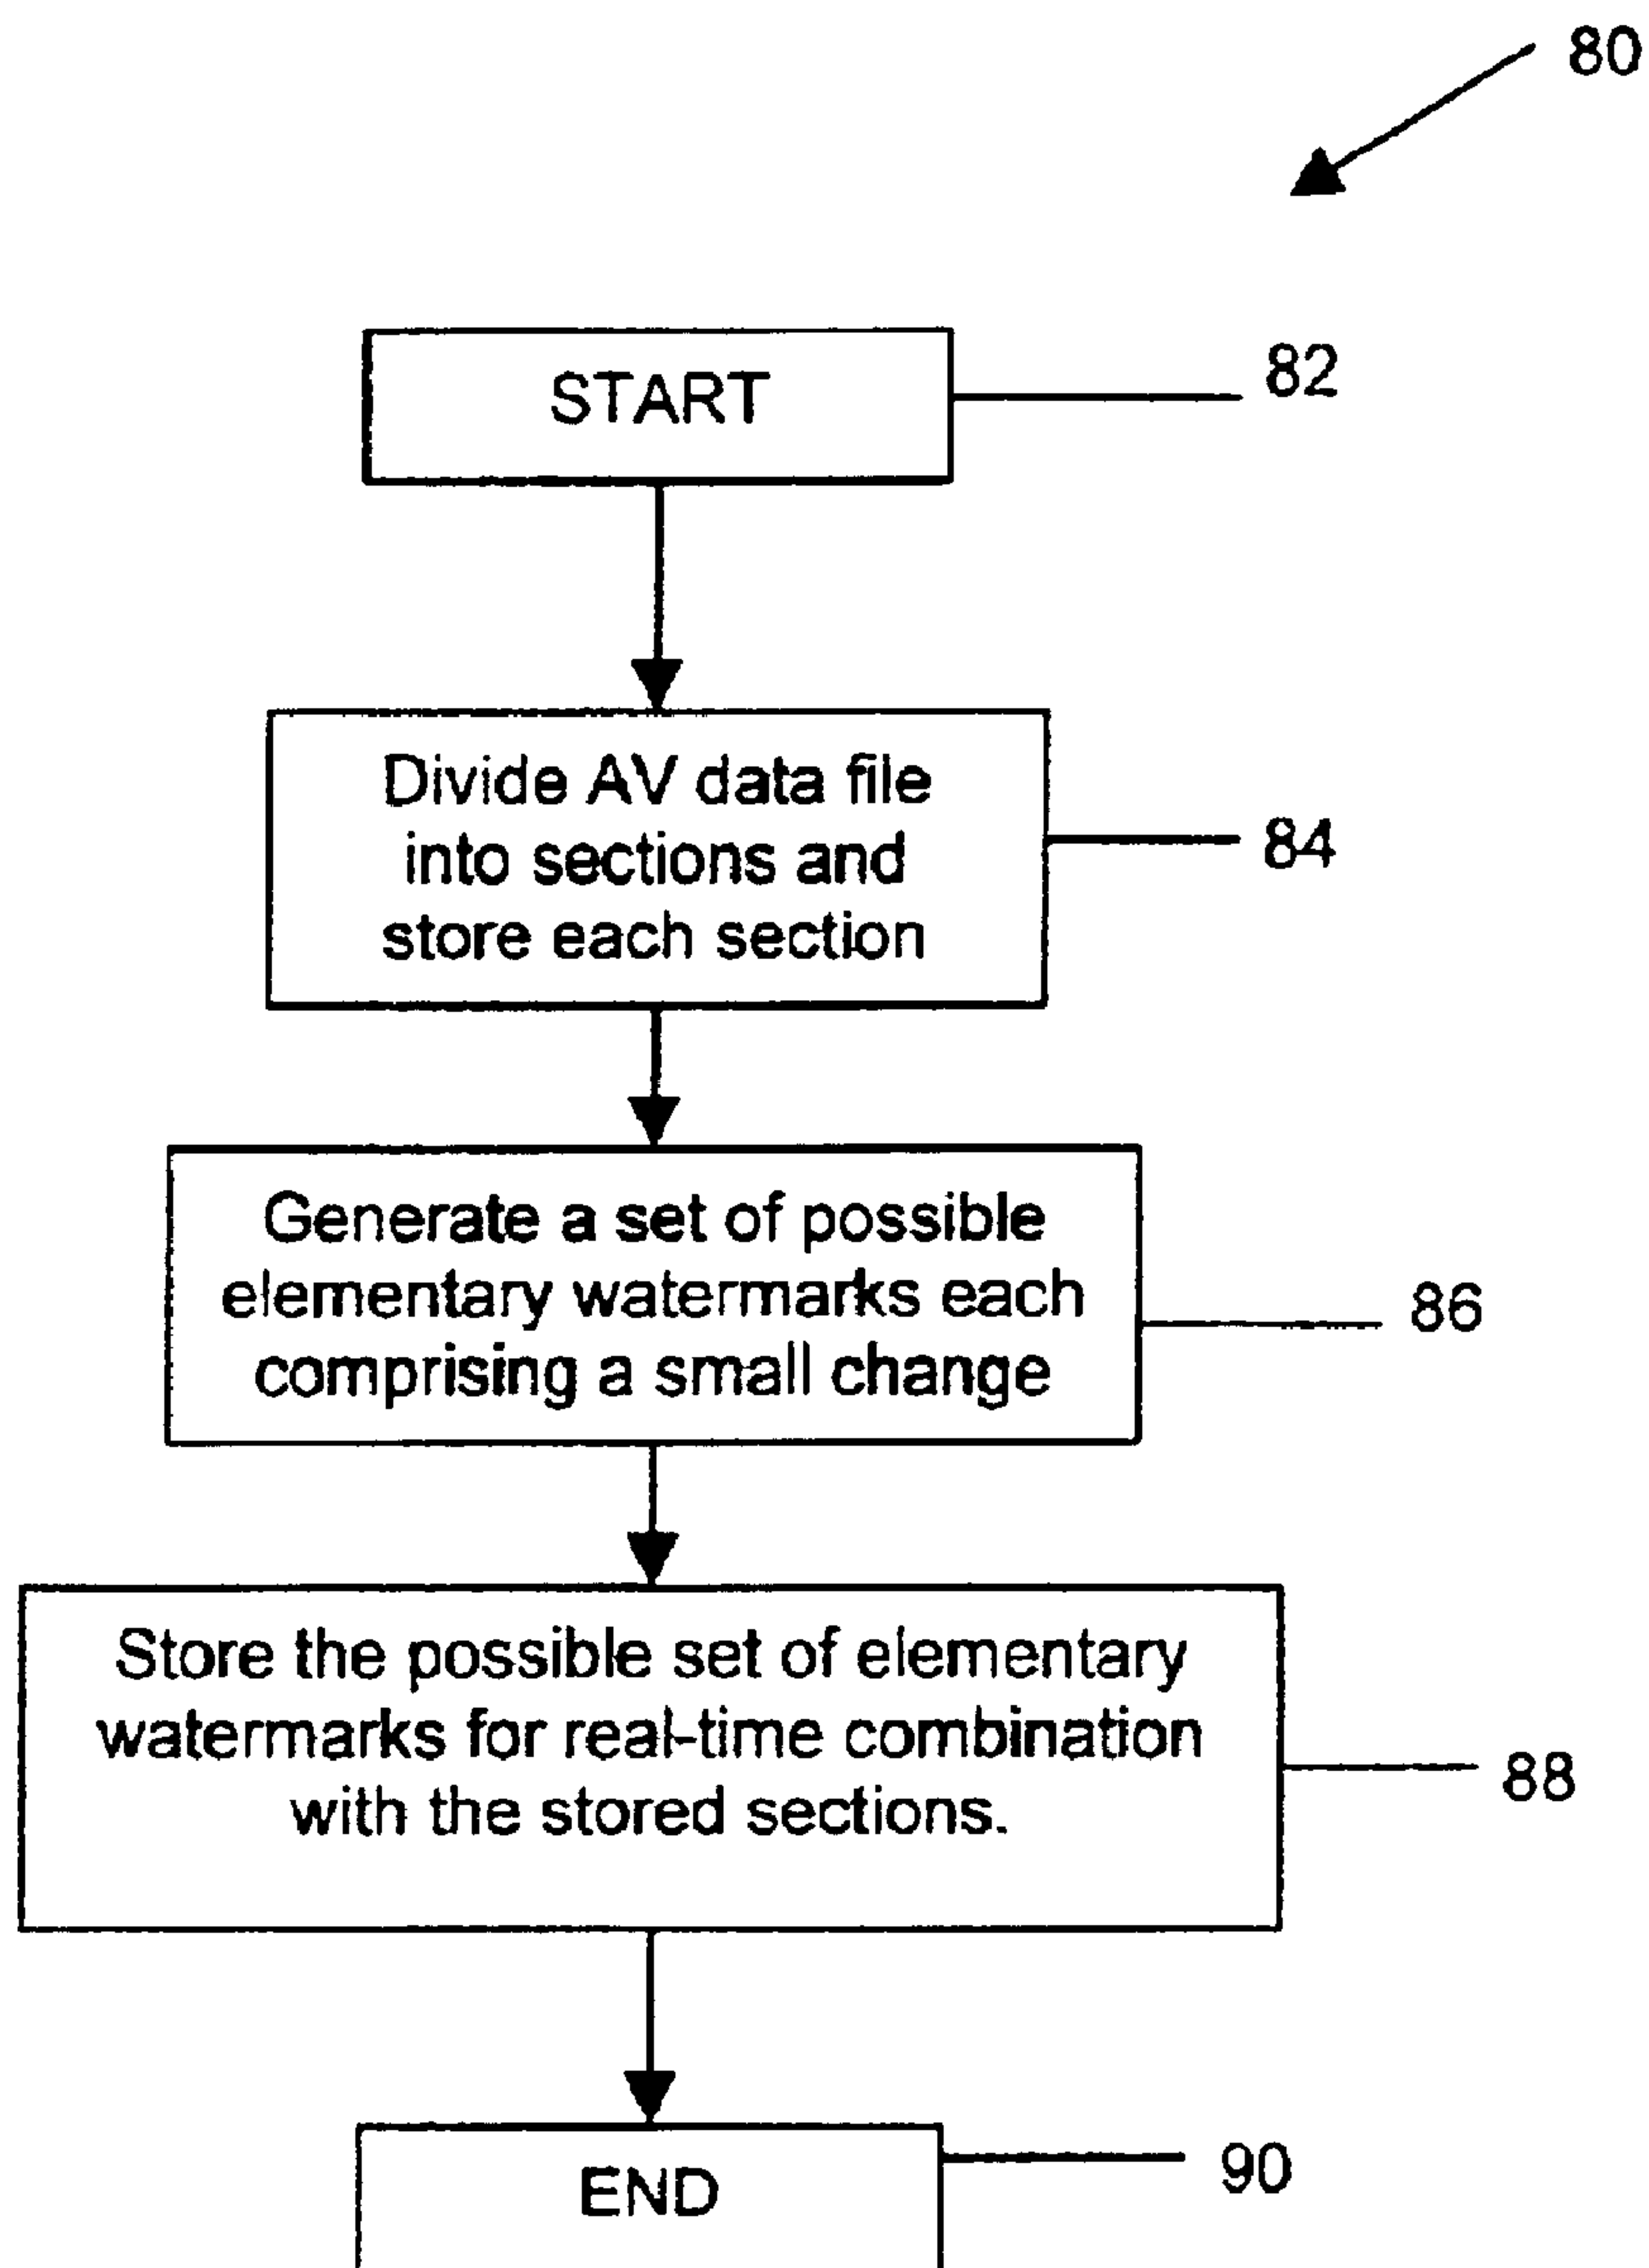 80
START
82
Divide AV data file
into sections and
store each section
84
Generate a set of possible
elementary watermarks each
comprising a small change
86
Store the possible set of elementary
watermarks for real-time combination
with the stored sections.
88
END
90